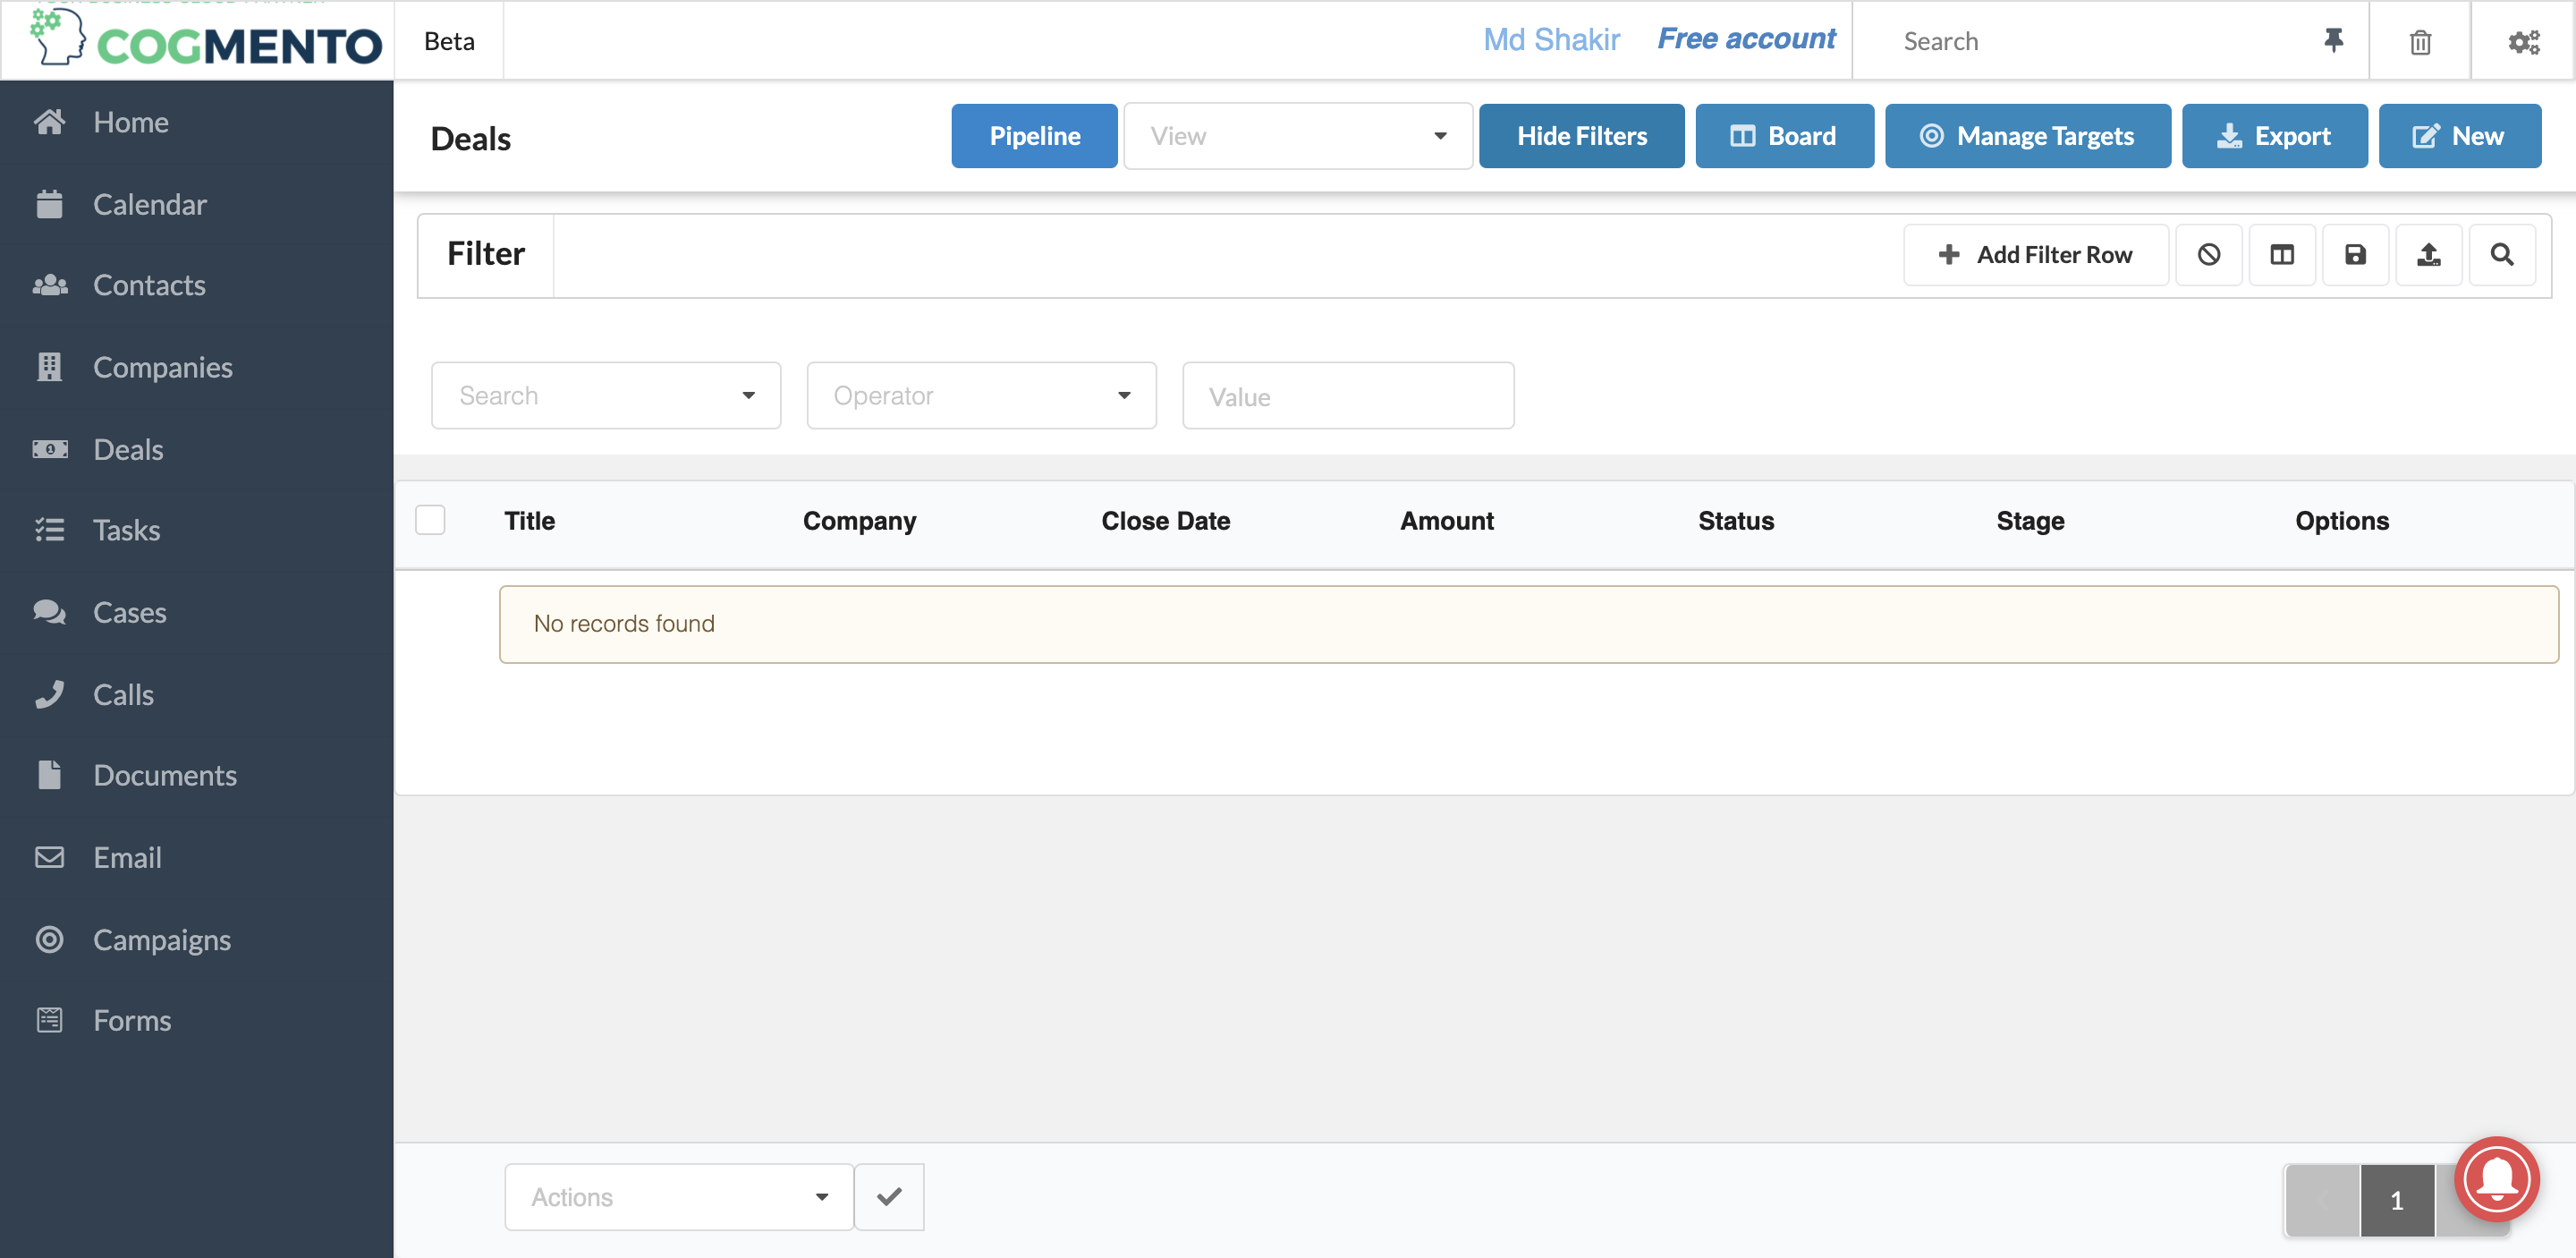 COGMENTO
Beta
Md Shakir
Free account
Search
Home
Calendar
Contacts
Companies
Deals
Tasks
Cases
Calls
Documents
Email
Campaigns
Forms
Deals
Pipeline
View
Hide Filters
Board
Manage Targets
Export
New
Filter
Add Filter Row
Search
Operator
Value
Title
Company
Close Date
Amount
Status
Stage
Options
No records found
Actions
1